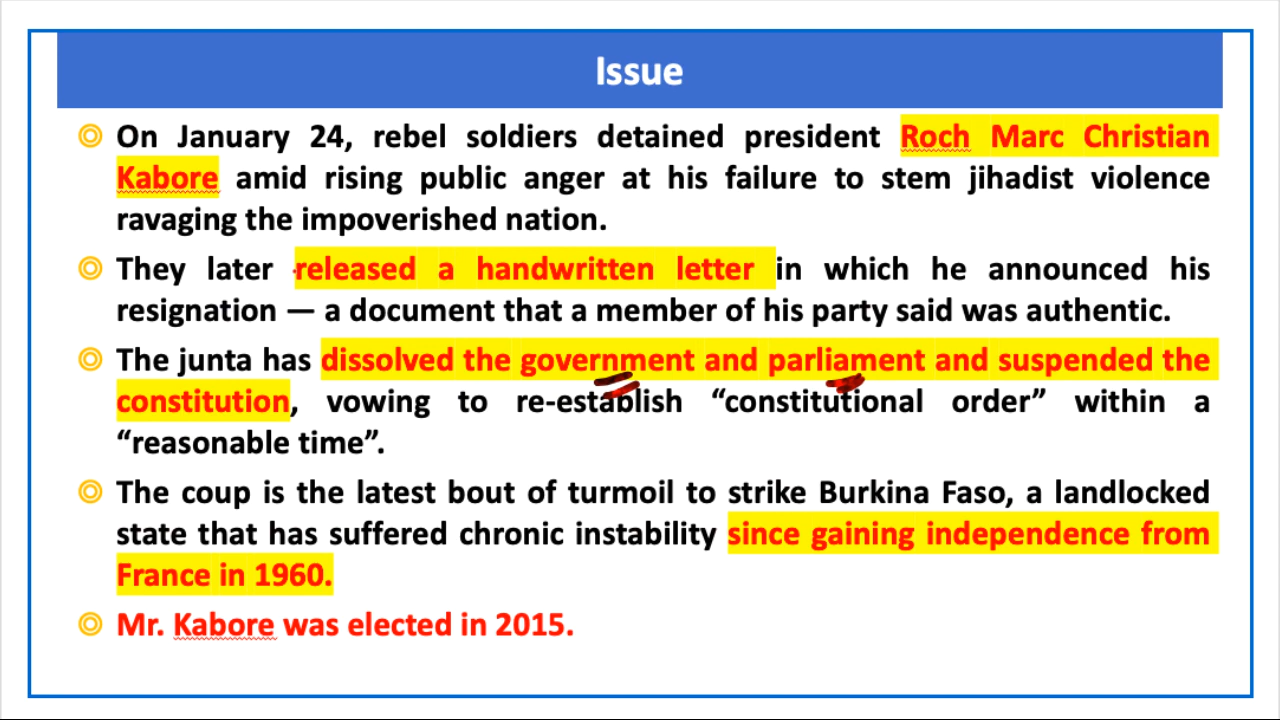 Issue
On January 24, rebel soldiers detained president Roch Marc Christian
Kabore amid rising public anger at his failure to stem jihadist violence
ravaging the impoverished nation.
They later released a handwritten letter in which he announced his
resignation — a document that a member of his party said was authentic.
The junta has dissolved the government and parliament and suspended the
constitution, vowing to re-establish “constitutional order” within a
“reasonable time”.
The coup is the latest bout of turmoil to strike Burkina Faso, a landlocked
state that has suffered chronic instability since gaining independence from
France in 1960.
Mr. Kabore was elected in 2015.